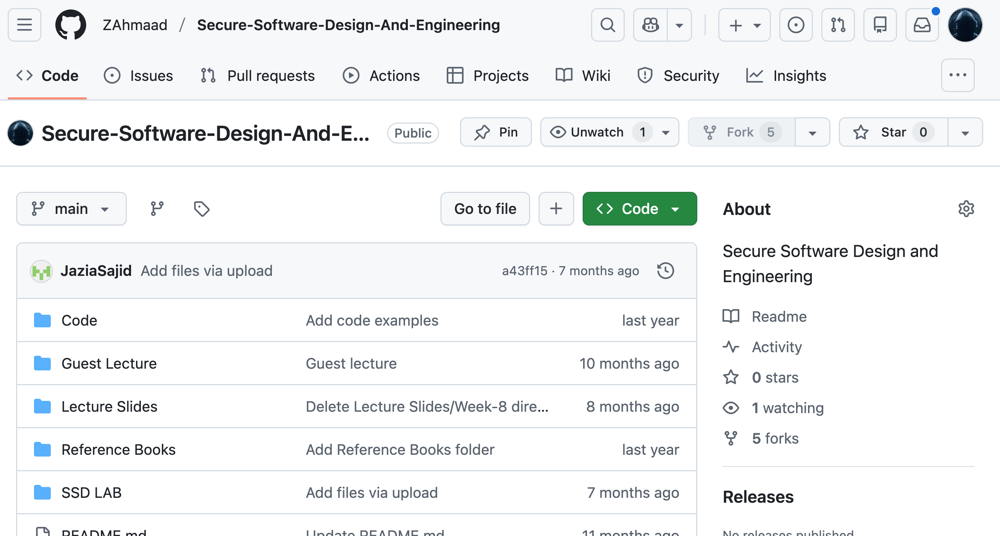 ZAhmaad / Secure-Software-Design-And-Engineering
Code Issues Pull requests Actions Projects Wiki Security Insights
Secure-Software-Design-And-E... Public Pin Unwatch 1 Fork 5 Star 0
main Go to file + Code
JaziaSajid Add files via upload a43ff15 · 7 months ago
Code Add code examples last year
Guest Lecture Guest lecture 10 months ago
Lecture Slides Delete Lecture Slides/Week-8 dire... 8 months ago
Reference Books Add Reference Books folder last year
SSD LAB Add files via upload 7 months ago
README.md Update README.md 11 months ago
About
Secure Software Design and
Engineering
Readme
Activity
0 stars
1 watching
5 forks
Releases
No releases published